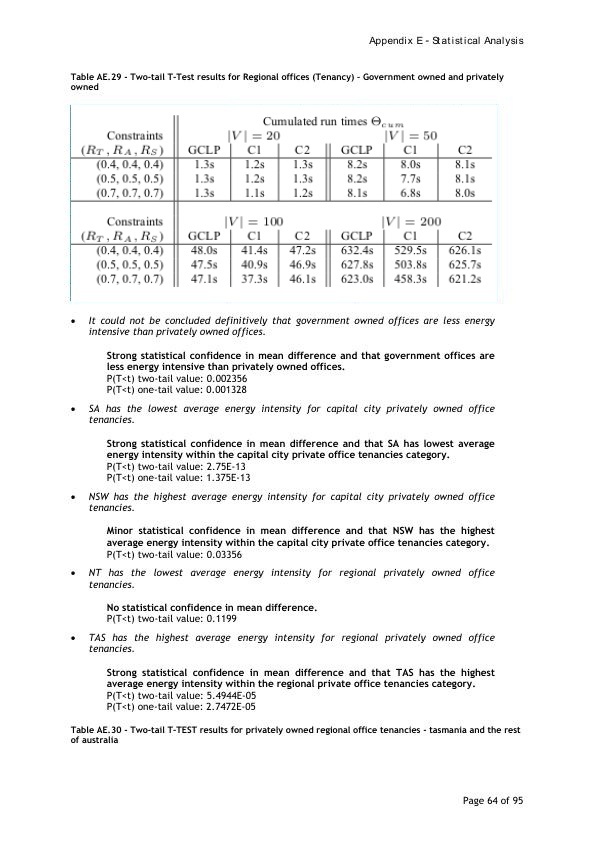 Appendix E - Statistical Analysis
Table AE.29 - Two-tail T-Test results for Regional offices (Tenancy) - Government owned and privately
owned
Cumulated run times Θcum
Constraints |V| = 20 |V| = 50
(RT , RA , RS) GCLP C1 C2 GCLP C1 C2
(0.4, 0.4, 0.4) 1.3s 1.2s 1.3s 8.2s 8.0s 8.1s
(0.5, 0.5, 0.5) 1.3s 1.2s 1.3s 8.2s 7.7s 8.1s
(0.7, 0.7, 0.7) 1.3s 1.1s 1.2s 8.1s 6.8s 8.0s
Constraints |V| = 100 |V| = 200
(RT , RA , RS) GCLP C1 C2 GCLP C1 C2
(0.4, 0.4, 0.4) 48.0s 41.4s 47.2s 632.4s 529.5s 626.1s
(0.5, 0.5, 0.5) 47.5s 40.9s 46.9s 627.8s 503.8s 625.7s
(0.7, 0.7, 0.7) 47.1s 37.3s 46.1s 623.0s 458.3s 621.2s
• It could not be concluded definitively that government owned offices are less energy
intensive than privately owned offices.
Strong statistical confidence in mean difference and that government offices are
less energy intensive than privately owned offices.
P(T<t) two-tail value: 0.002356
P(T<t) one-tail value: 0.001328
• SA has the lowest average energy intensity for capital city privately owned office
tenancies.
Strong statistical confidence in mean difference and that SA has lowest average
energy intensity within the capital city private office tenancies category.
P(T<t) two-tail value: 2.75E-13
P(T<t) one-tail value: 1.375E-13
• NSW has the highest average energy intensity for capital city privately owned office
tenancies.
Minor statistical confidence in mean difference and that NSW has the highest
average energy intensity within the capital city private office tenancies category.
P(T<t) two-tail value: 0.03356
• NT has the lowest average energy intensity for regional privately owned office
tenancies.
No statistical confidence in mean difference.
P(T<t) two-tail value: 0.1199
• TAS has the highest average energy intensity for regional privately owned office
tenancies.
Strong statistical confidence in mean difference and that TAS has the highest
average energy intensity within the regional private office tenancies category.
P(T<t) two-tail value: 5.4944E-05
P(T<t) one-tail value: 2.7472E-05
Table AE.30 - Two-tail T-TEST results for privately owned regional office tenancies - tasmania and the rest
of australia
Page 64 of 95